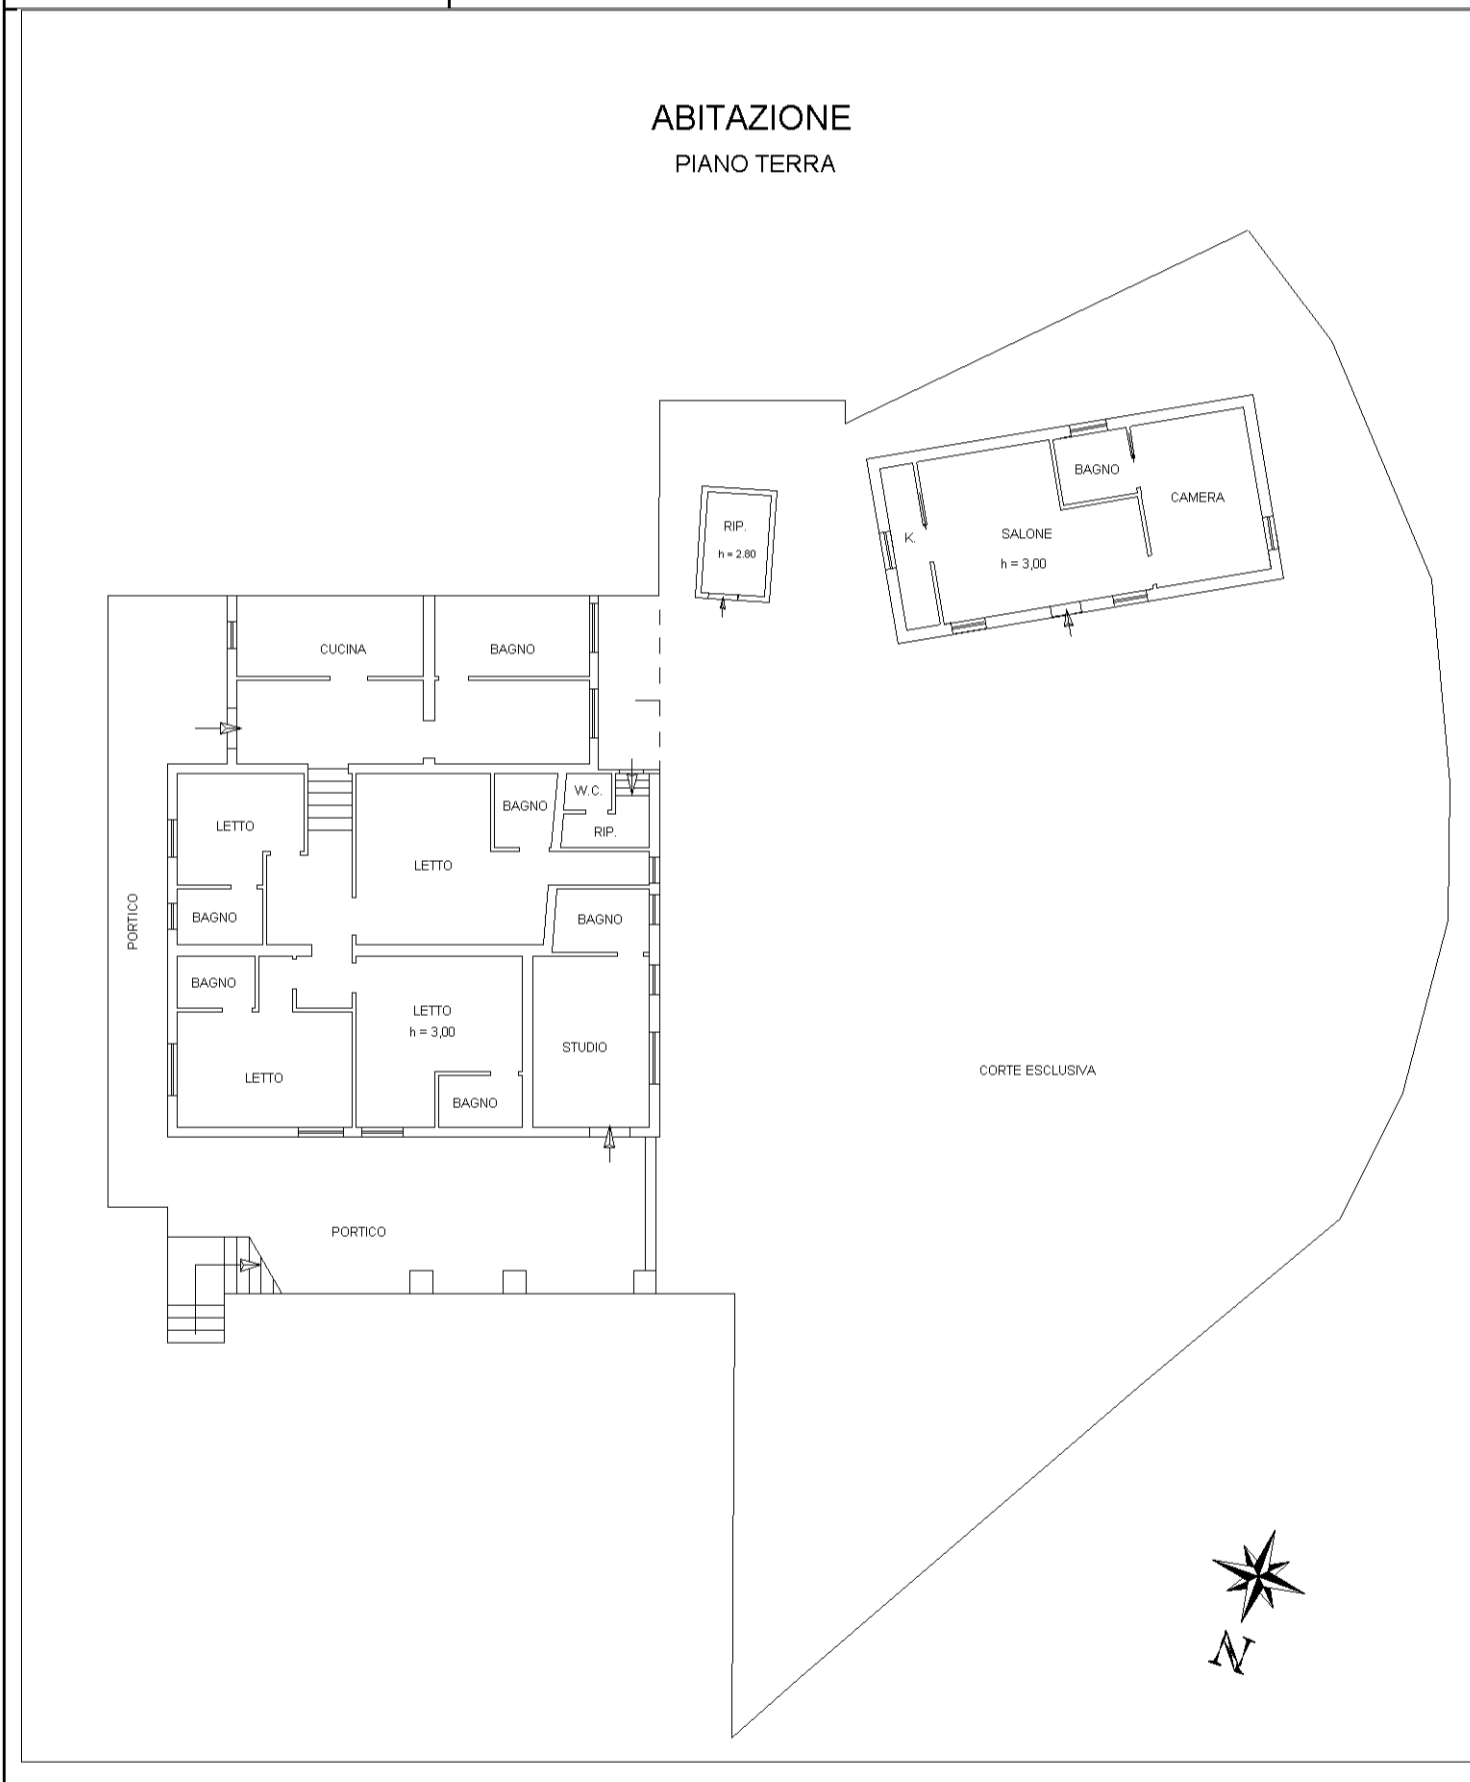 ABITAZIONE
PIANO TERRA
BAGNO
CAMERA
RIP.
h = 2.80
K.
SALONE
h = 3,00
CUCINA
BAGNO
LETTO
BAGNO
W.C.
RIP.
LETTO
PORTICO
BAGNO
BAGNO
BAGNO
LETTO
h = 3,00
STUDIO
LETTO
BAGNO
CORTE ESCLUSIVA
PORTICO
N